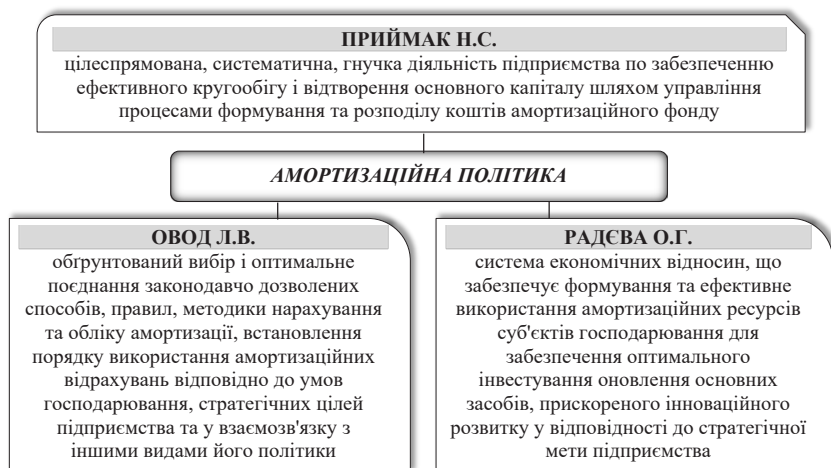 ПРИЙМАК Н.С.
цілеспрямована, систематична, гнучка діяльність підприємства по забезпеченню
ефективного кругообігу і відтворення основного капіталу шляхом управління
процесами формування та розподілу коштів амортизаційного фонду
АМОРТИЗАЦІЙНА ПОЛІТИКА
ОВОД Л.В.
обґрунтований вибір і оптимальне
поєднання законодавчо дозволених
способів, правил, методики нарахування
та обліку амортизації, встановлення
порядку використання амортизаційних
відрахувань відповідно до умов
господарювання, стратегічних цілей
підприємства та у взаємозв'язку з
іншими видами його політики
РАДЄВА О.Г.
система економічних відносин, що
забезпечує формування та ефективне
використання амортизаційних ресурсів
суб'єктів господарювання для
забезпечення оптимального
інвестування оновлення основних
засобів, прискореного інноваційного
розвитку у відповідності до стратегічної
мети підприємства